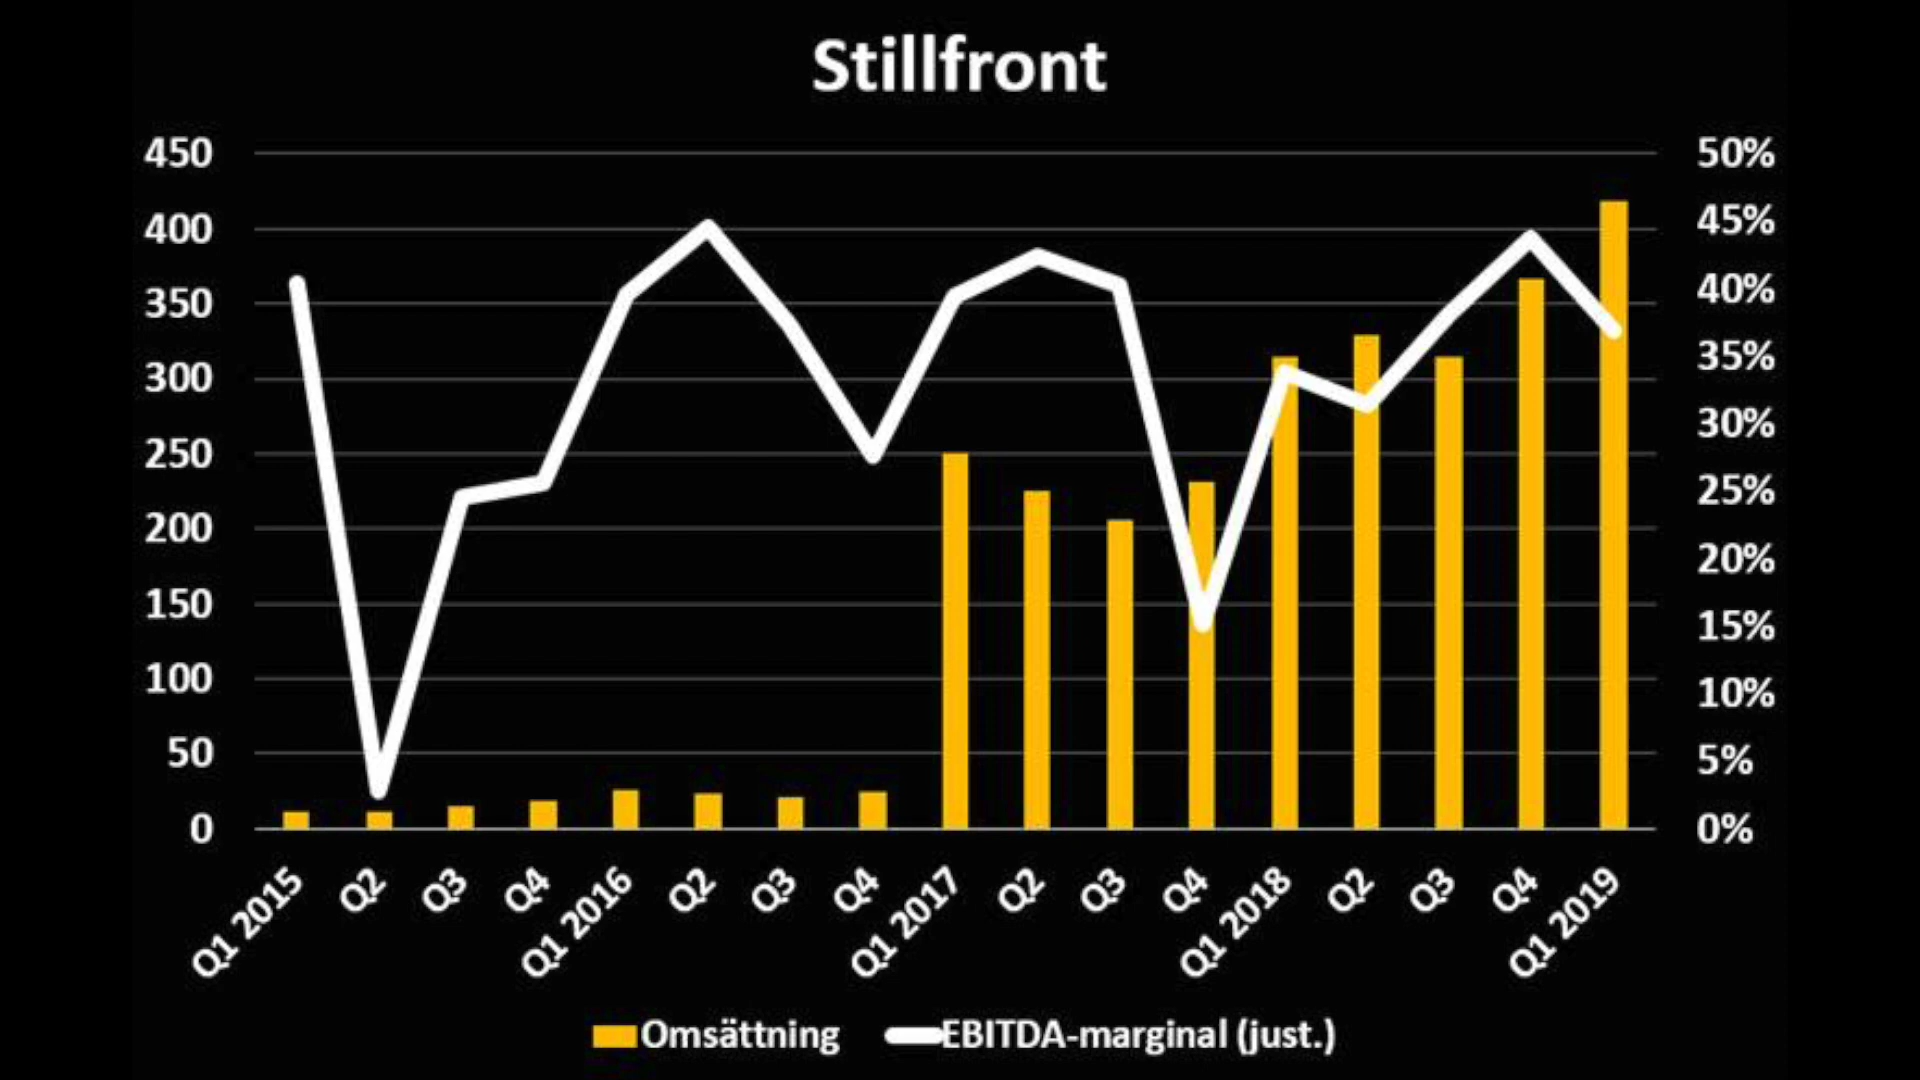 Stillfront
450
400
350
300
250
200
150
100
50
0
50%
45%
40%
35%
30%
25%
20%
15%
10%
5%
0%
Q1 2015
Q2
Q3
Q4
Q1 2016
Q2
Q3
Q4
Q1 2017
Q2
Q3
Q4
Q1 2018
Q2
Q3
Q4
Q1 2019
Omsättning
EBITDA-marginal (just.)